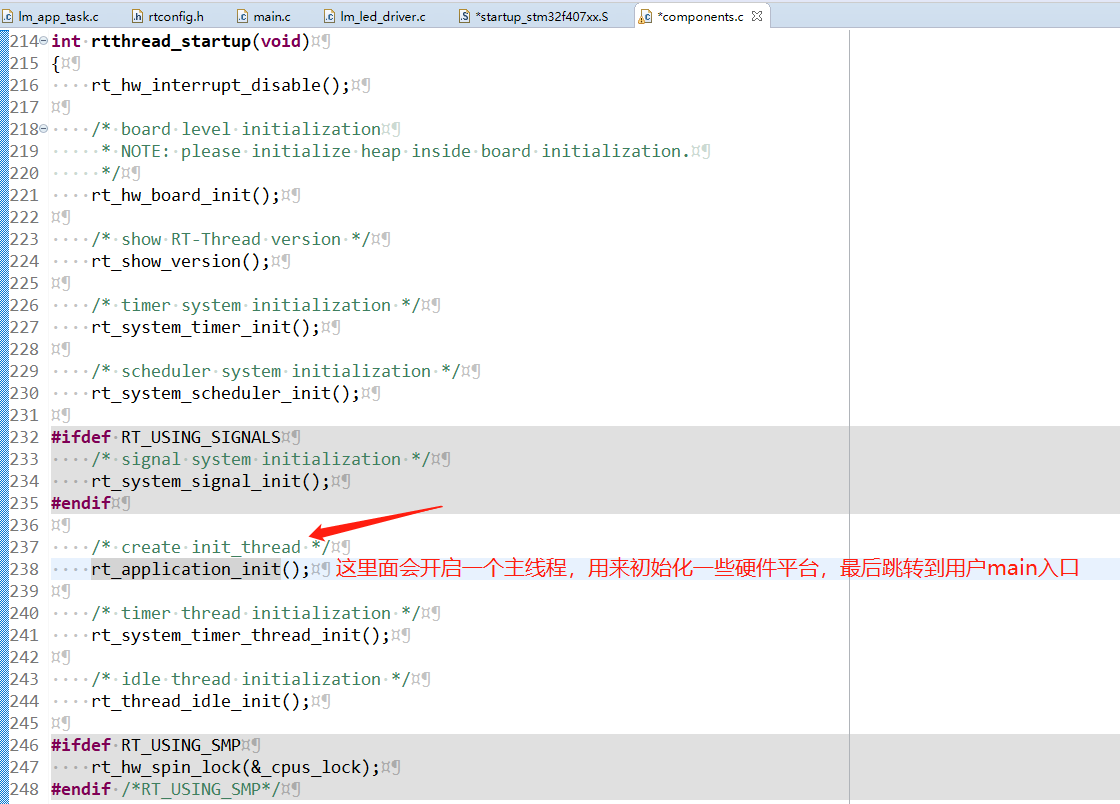 lm_app_task.c rtconfig.h main.c lm_led_driver.c *startup_stm32f407xx.S *components.c
214 int rtthread_startup(void)
215 {
216 rt_hw_interrupt_disable();
217
218 /* board level initialization
219 * NOTE: please initialize heap inside board initialization.
220 */
221 rt_hw_board_init();
222
223 /* show RT-Thread version */
224 rt_show_version();
225
226 /* timer system initialization */
227 rt_system_timer_init();
228
229 /* scheduler system initialization */
230 rt_system_scheduler_init();
231
232 #ifdef RT_USING_SIGNALS
233 /* signal system initialization */
234 rt_system_signal_init();
235 #endif
236
237 /* create init_thread */
238 rt_application_init(); 这里面会开启一个主线程，用来初始化一些硬件平台，最后跳转到用户main入口
239
240 /* timer thread initialization */
241 rt_system_timer_thread_init();
242
243 /* idle thread initialization */
244 rt_thread_idle_init();
245
246 #ifdef RT_USING_SMP
247 rt_hw_spin_lock(&_cpus_lock);
248 #endif /*RT_USING_SMP*/